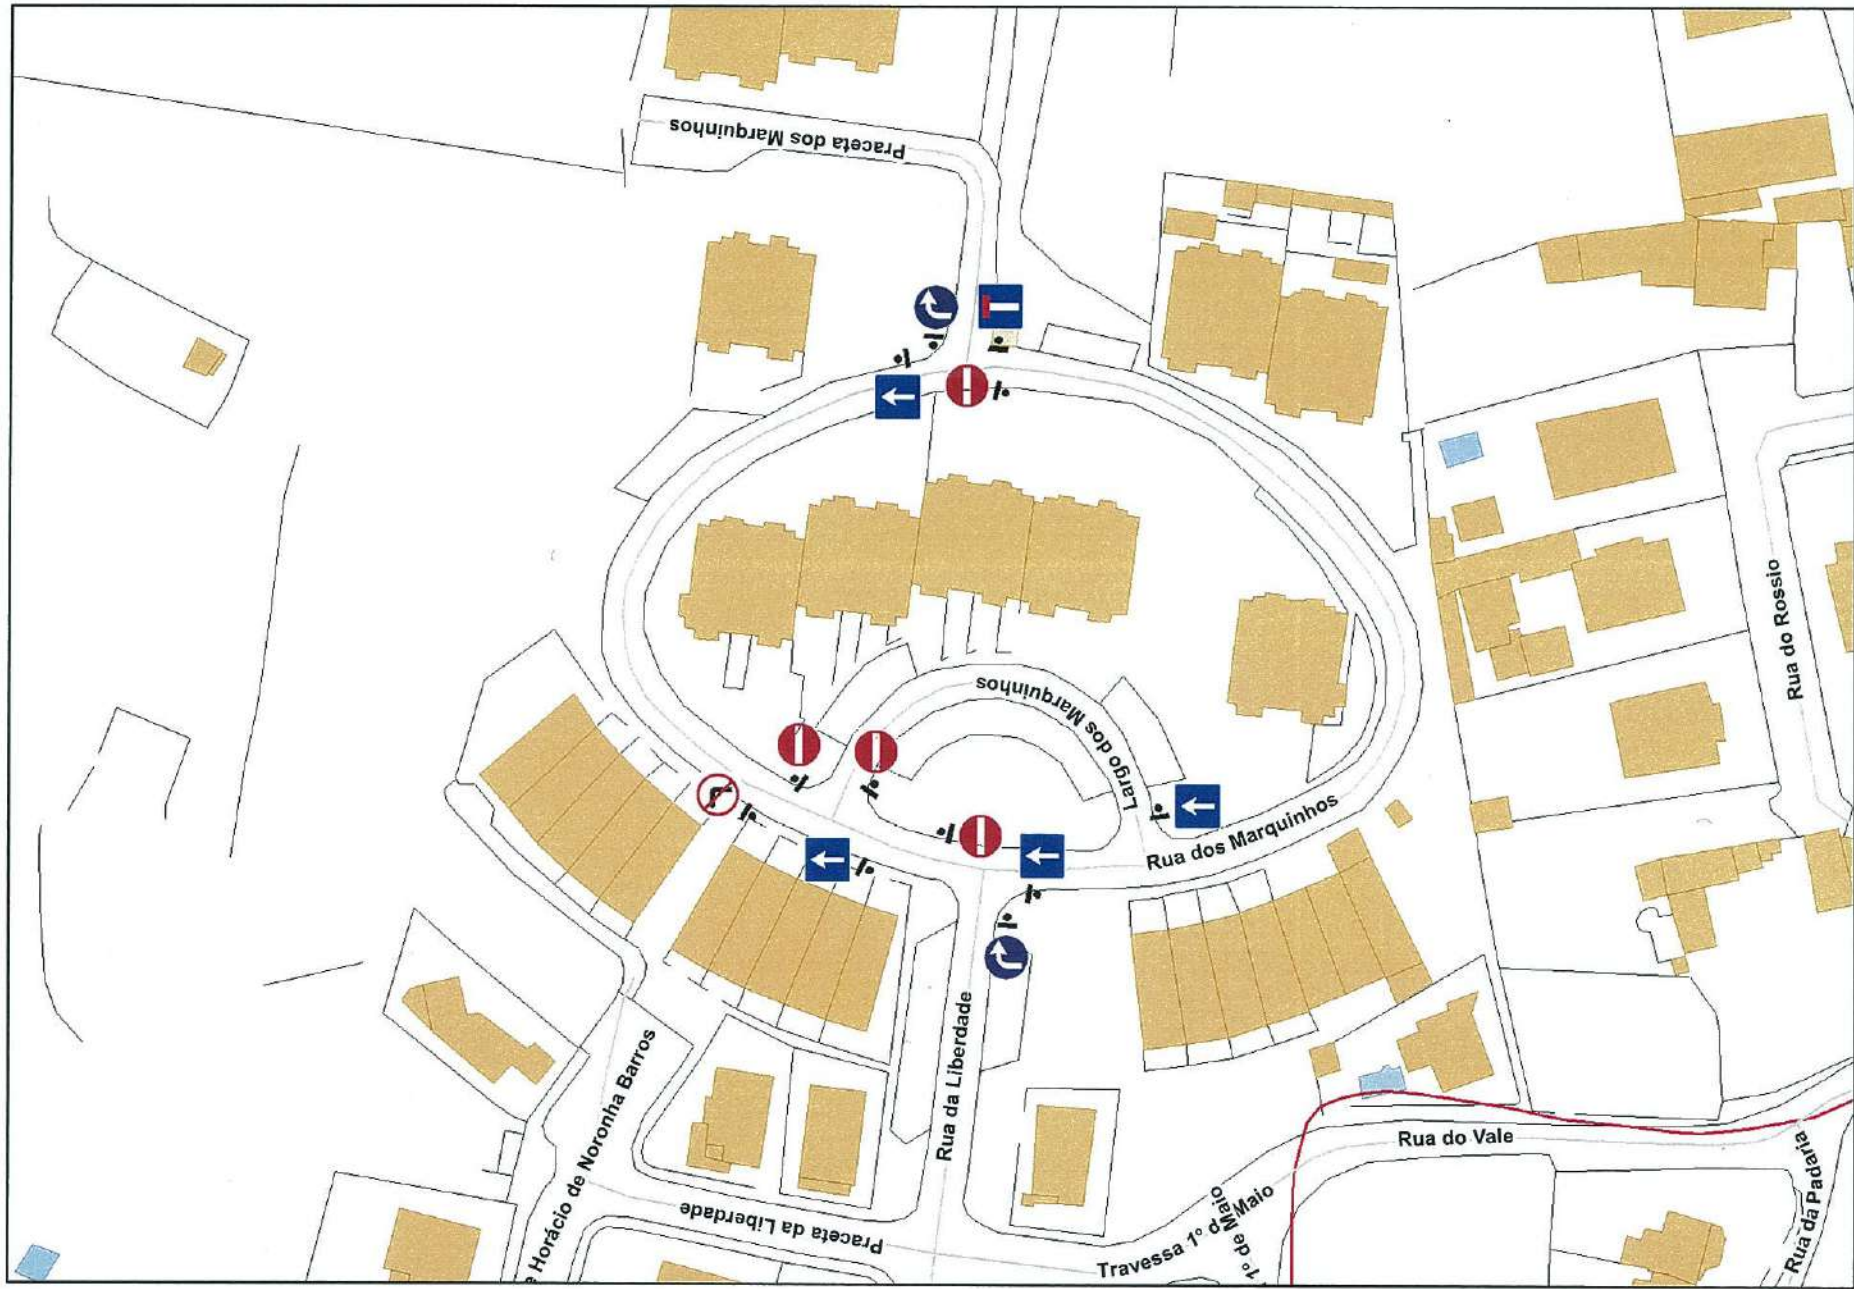 Praceta dos Marquinhos
Largo dos Marquinhos
Rua dos Marquinhos
Rua do Rossio
Rua da Liberdade
e Horácio de Noronha Barros
Praceta da Liberdade
Rua do Vale
Travessa 1º d Maio
1º de Maio
Rua da Padaria